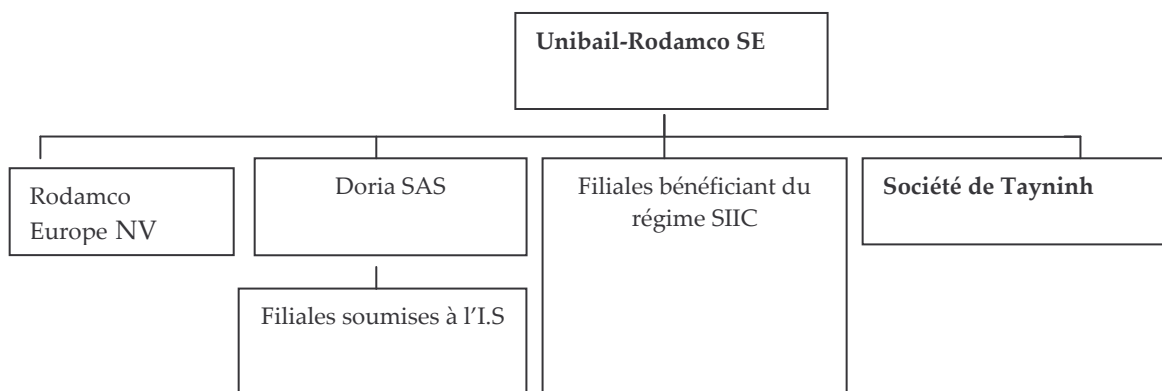 Unibail-Rodamco SE
Rodamco
Europe NV
Doria SAS
Filiales bénéficiant du
régime SIIC
Société de Tayninh
Filiales soumises à l’I.S